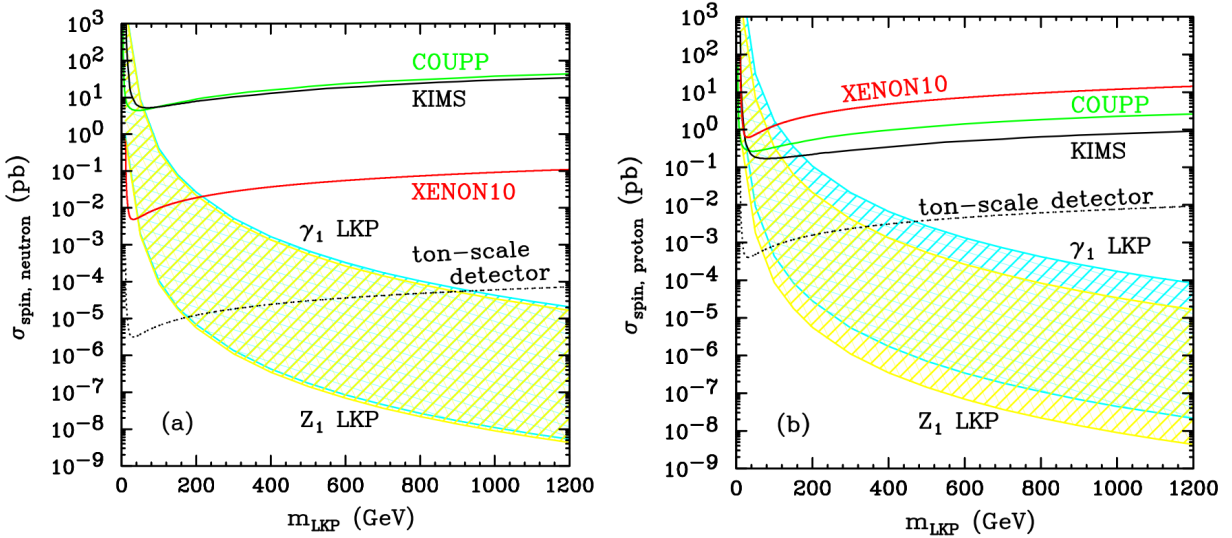 10³
10²
10¹
10⁰
10⁻¹
10⁻²
10⁻³
10⁻⁴
10⁻⁵
10⁻⁶
10⁻⁷
10⁻⁸
10⁻⁹
σspin, neutron (pb)
COUPP
KIMS
XENON10
γ₁ LKP
ton-scale
detector
Z₁ LKP
(a)
0 200 400 600 800 1000 1200
mLKP (GeV)
10³
10²
10¹
10⁰
10⁻¹
10⁻²
10⁻³
10⁻⁴
10⁻⁵
10⁻⁶
10⁻⁷
10⁻⁸
10⁻⁹
σspin, proton (pb)
XENON10
COUPP
KIMS
ton-scale detector
γ₁ LKP
Z₁ LKP
(b)
0 200 400 600 800 1000 1200
mLKP (GeV)